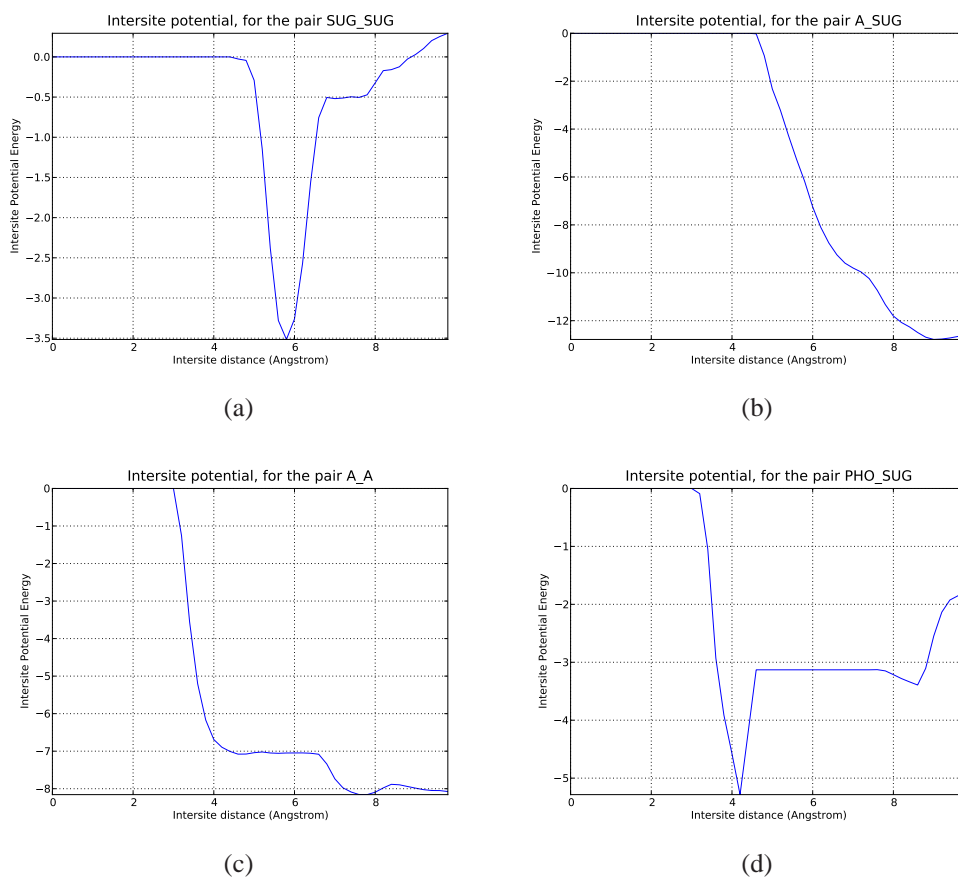 Intersite potential, for the pair SUG_SUG
0.0
−0.5
−1.0
−1.5
−2.0
−2.5
−3.0
−3.5
Intersite Potential Energy
0 2 4 6 8
Intersite distance (Angstrom)
(a)
Intersite potential, for the pair A_SUG
0
−2
−4
−6
−8
−10
−12
Intersite Potential Energy
0 2 4 6 8
Intersite distance (Angstrom)
(b)
Intersite potential, for the pair A_A
0
−1
−2
−3
−4
−5
−6
−7
−8
Intersite Potential Energy
0 2 4 6 8
Intersite distance (Angstrom)
(c)
Intersite potential, for the pair PHO_SUG
0
−1
−2
−3
−4
−5
Intersite Potential Energy
0 2 4 6 8
Intersite distance (Angstrom)
(d)